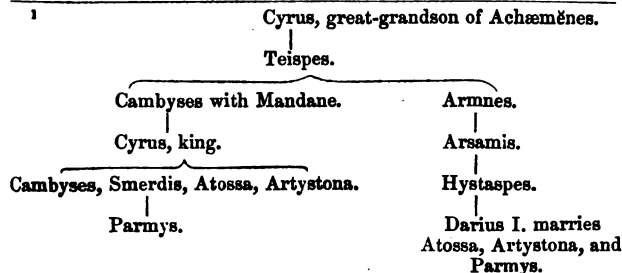 1
Cyrus, great-grandson of Achæmĕnes.
Teispes.
Cambyses with Mandane. Armnes.
Cyrus, king. Arsamis.
Cambyses, Smerdis, Atossa, Artystona. Hystaspes.
Parmys. Darius I. marries
Atossa, Artystona, and
Parmys.